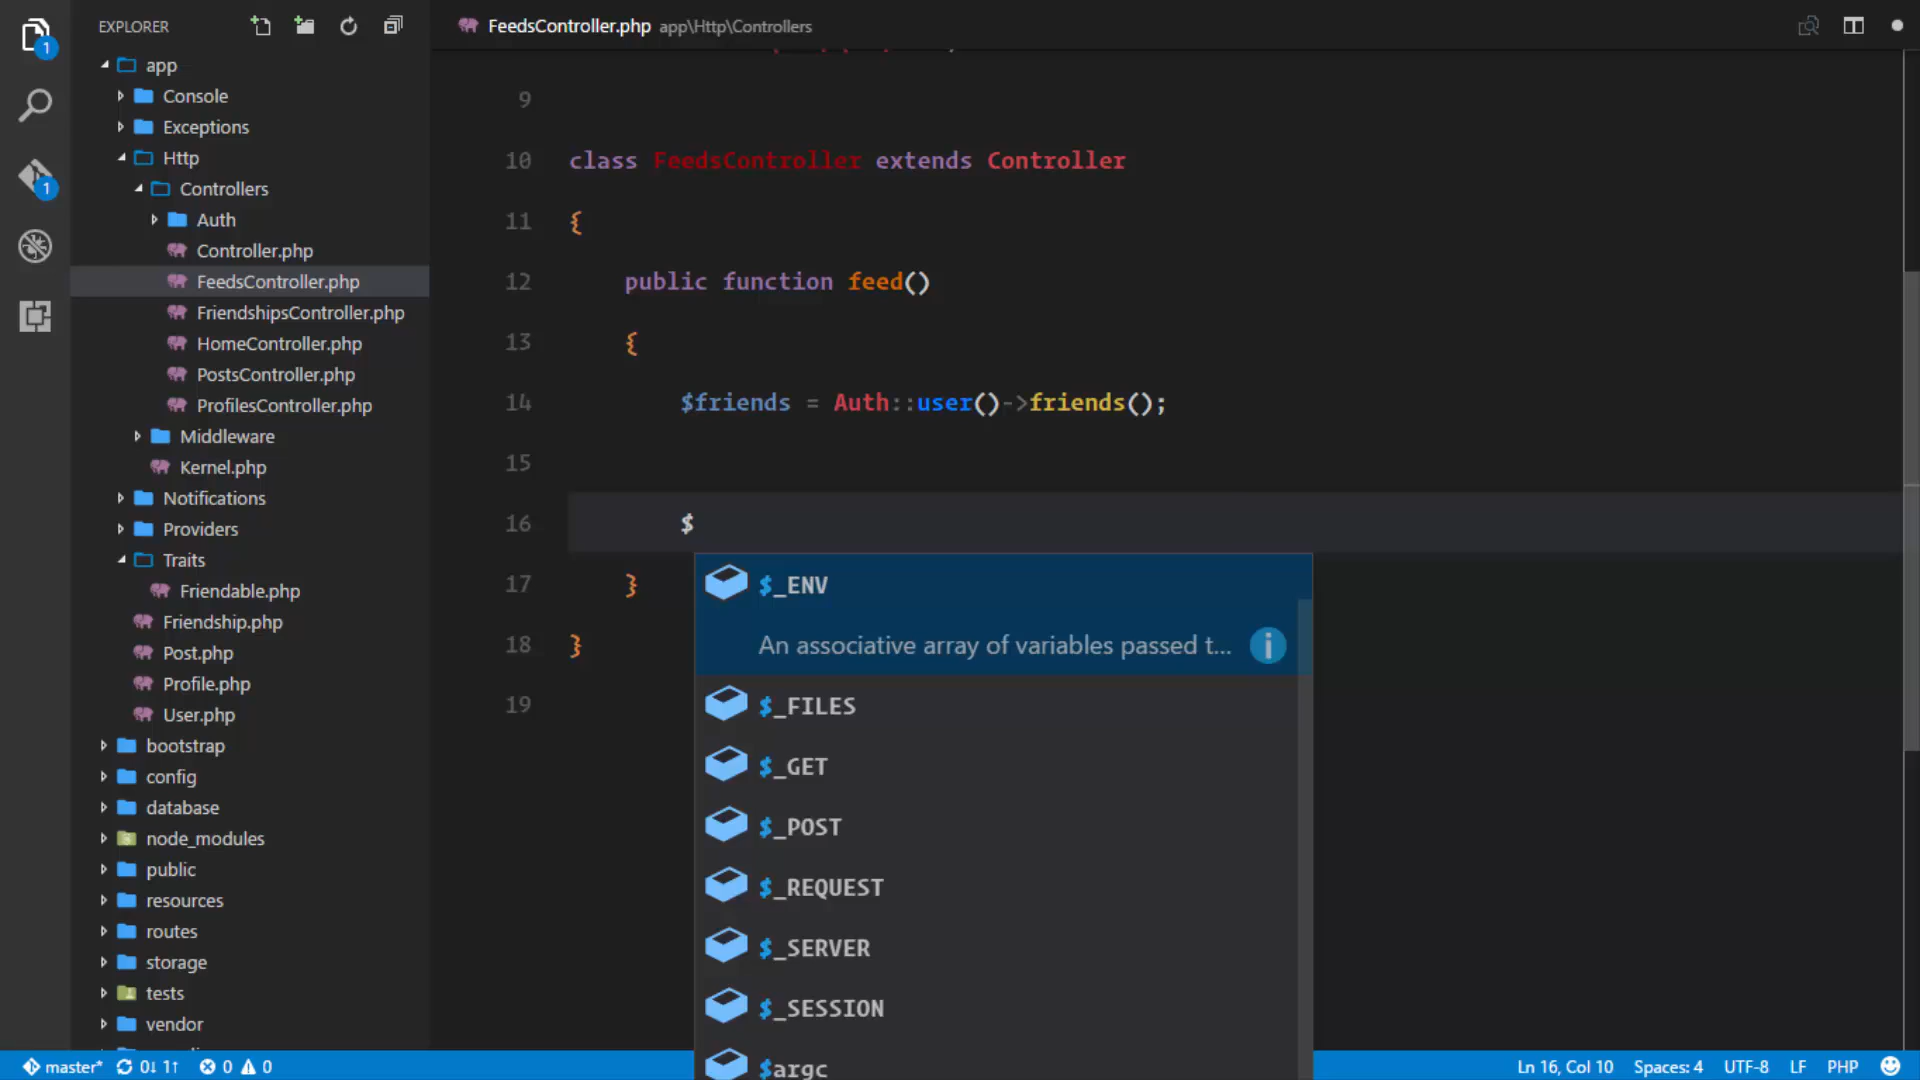 EXPLORER
FeedsController.php app\Http\Controllers
1
1
app
Console
Exceptions
Http
Controllers
Auth
Controller.php
FeedsController.php
FriendshipsController.php
HomeController.php
PostsController.php
ProfilesController.php
Middleware
Kernel.php
Notifications
Providers
Traits
Friendable.php
Friendship.php
Post.php
Profile.php
User.php
bootstrap
config
database
node_modules
public
resources
routes
storage
tests
vendor
9
10 class FeedsController extends Controller
11 {
12 public function feed()
13 {
14 $friends = Auth::user()->friends();
15
16 $
17 }
18 }
19
$_ENV
An associative array of variables passed t...
$_FILES
$_GET
$_POST
$_REQUEST
$_SERVER
$_SESSION
$argc
master* 0↓ 1↑ 0 0
Ln 16, Col 10 Spaces: 4 UTF-8 LF PHP